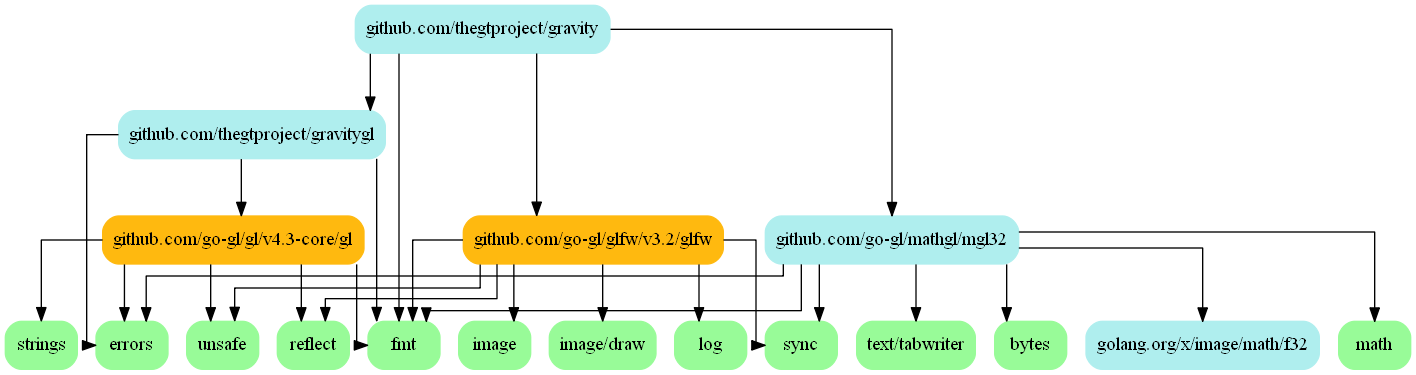 github.com/thegtproject/gravity
github.com/thegtproject/gravitygl
github.com/go-gl/gl/v4.3-core/gl
github.com/go-gl/glfw/v3.2/glfw
github.com/go-gl/mathgl/mgl32
strings
errors
unsafe
reflect
fmt
image
image/draw
log
sync
text/tabwriter
bytes
golang.org/x/image/math/f32
math